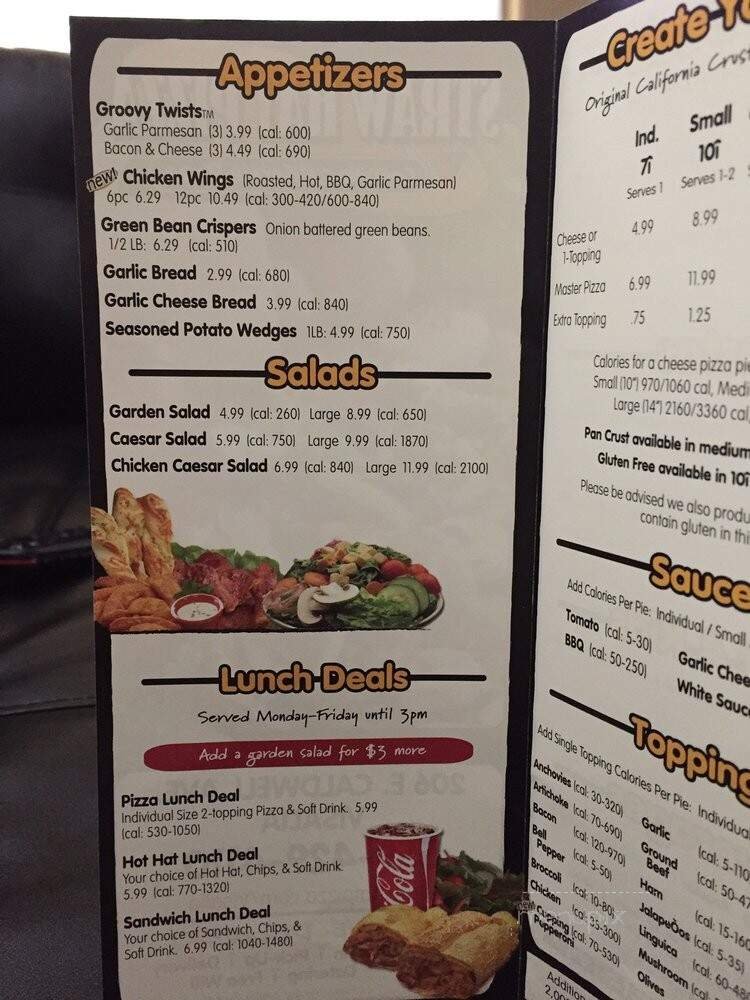 Appetizers
Groovy Twists™
Garlic Parmesan (3) 3.99 (cal: 600)
Bacon & Cheese (3) 4.49 (cal: 690)
new! Chicken Wings (Roasted, Hot, BBQ, Garlic Parmesan)
6pc 6.29 12pc 10.49 (cal: 300-420/600-840)
Green Bean Crispers Onion battered green beans.
1/2 LB: 6.29 (cal: 510)
Garlic Bread 2.99 (cal: 680)
Garlic Cheese Bread 3.99 (cal: 840)
Seasoned Potato Wedges 1LB: 4.99 (cal: 750)
Salads
Garden Salad 4.99 (cal: 260) Large 8.99 (cal: 650)
Caesar Salad 5.99 (cal: 750) Large 9.99 (cal: 1870)
Chicken Caesar Salad 6.99 (cal: 840) Large 11.99 (cal: 2100)
Lunch Deals
Served Monday-Friday until 3pm
Add a garden salad for $3 more
Pizza Lunch Deal
Individual Size 2-topping Pizza & Soft Drink. 5.99
(cal: 530-1050)
Hot Hat Lunch Deal
Your choice of Hot Hat, Chips, & Soft Drink.
5.99 (cal: 770-1320)
Sandwich Lunch Deal
Your choice of Sandwich, Chips, &
Soft Drink. 6.99 (cal: 1040-1480)
Cola
Create
Original California
Ind. Small
7î 10î
Serves 1 Serves 1-2
Cheese or
1-Topping 4.99 8.99
Master Pizza 6.99 11.99
Extra Topping .75 1.25
Calories for a cheese pizza
Small (10") 970/1060 cal,
Large (14") 2160/3360 cal,
Pan Crust available in medium
Gluten Free available in 10î
Please be advised we also
contain gluten in
Sauce
Add Calories Per Pie: Individual / Small
Tomato (cal: 5-30)
BBQ (cal: 50-250)
Garlic
White
Topping
Add Single Topping Calories Per Pie:
Anchovies (cal: 30-320)
Artichoke (cal: 70-690)
Bacon (cal: 120-970)
Bell
Pepper (cal: 5-50)
Broccoli (cal: 10-80)
Chicken (cal: 35-300)
new! Cupping
Pepperoni (cal: 70-530)
Garlic
Ground
Beef
Ham
JalapeÒos (cal: 5-35)
Linguica
Mushroom
Olives